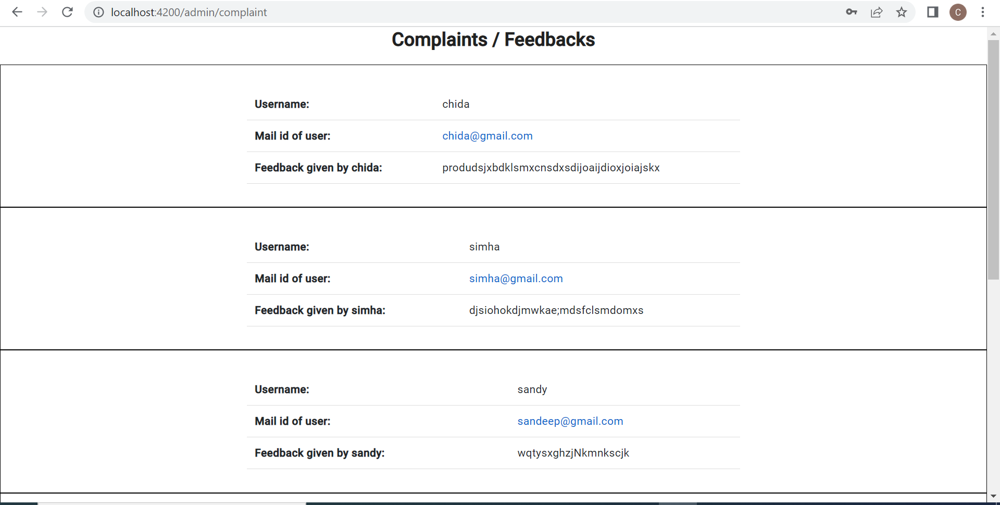 localhost:4200/admin/complaint
C
Complaints / Feedbacks
Username: chida
Mail id of user: chida@gmail.com
Feedback given by chida: produdsjxbdklsmxcnsdxsdijoaijdioxjoiajskx
Username: simha
Mail id of user: simha@gmail.com
Feedback given by simha: djsiohokdjmwkae;mdsfclsmdomxs
Username: sandy
Mail id of user: sandeep@gmail.com
Feedback given by sandy: wqtysxghzjNkmnkscjk